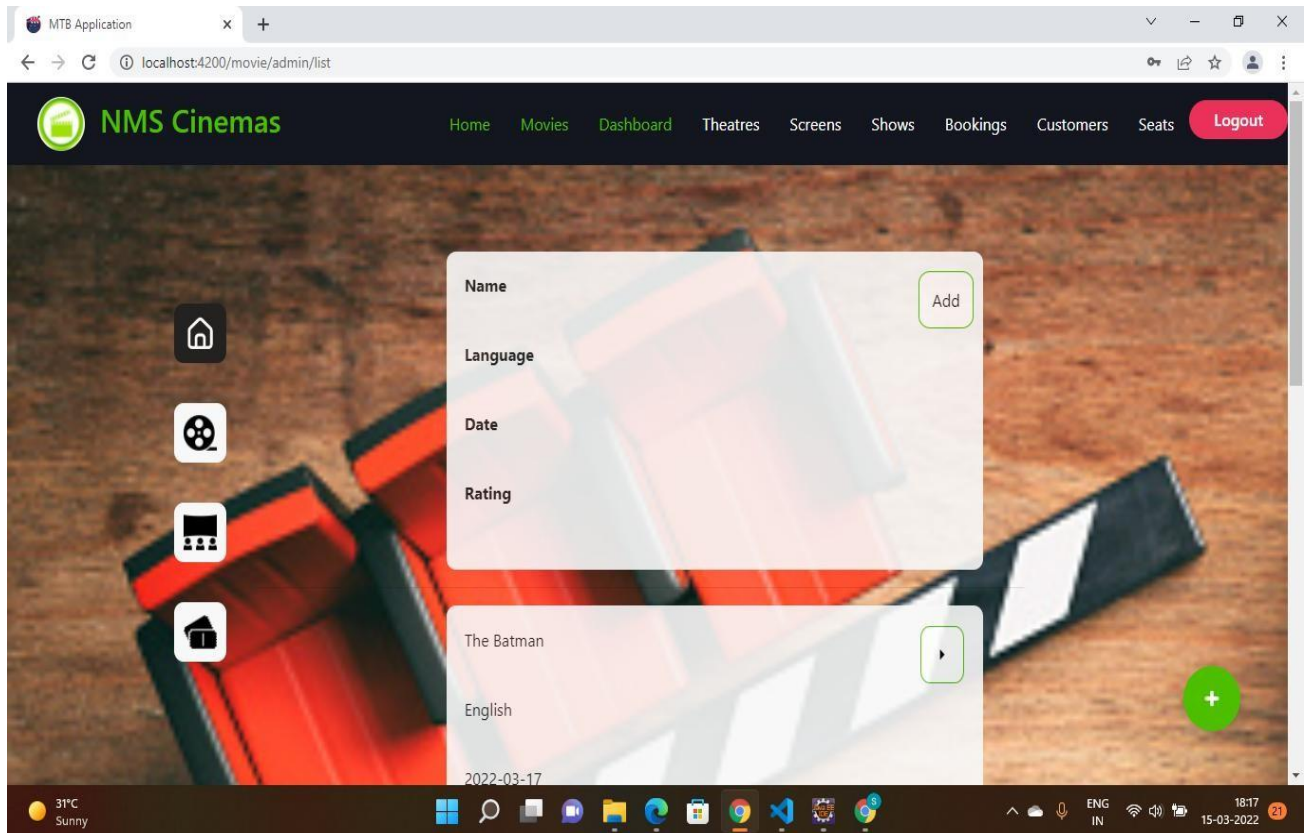 MTB Application
localhost:4200/movie/admin/list
NMS Cinemas
Home Movies Dashboard Theatres Screens Shows Bookings Customers Seats Logout
Name
Add
Language
Date
Rating
The Batman
English
2022-03-17
31°C
Sunny
ENG
IN
18:17
15-03-2022
21